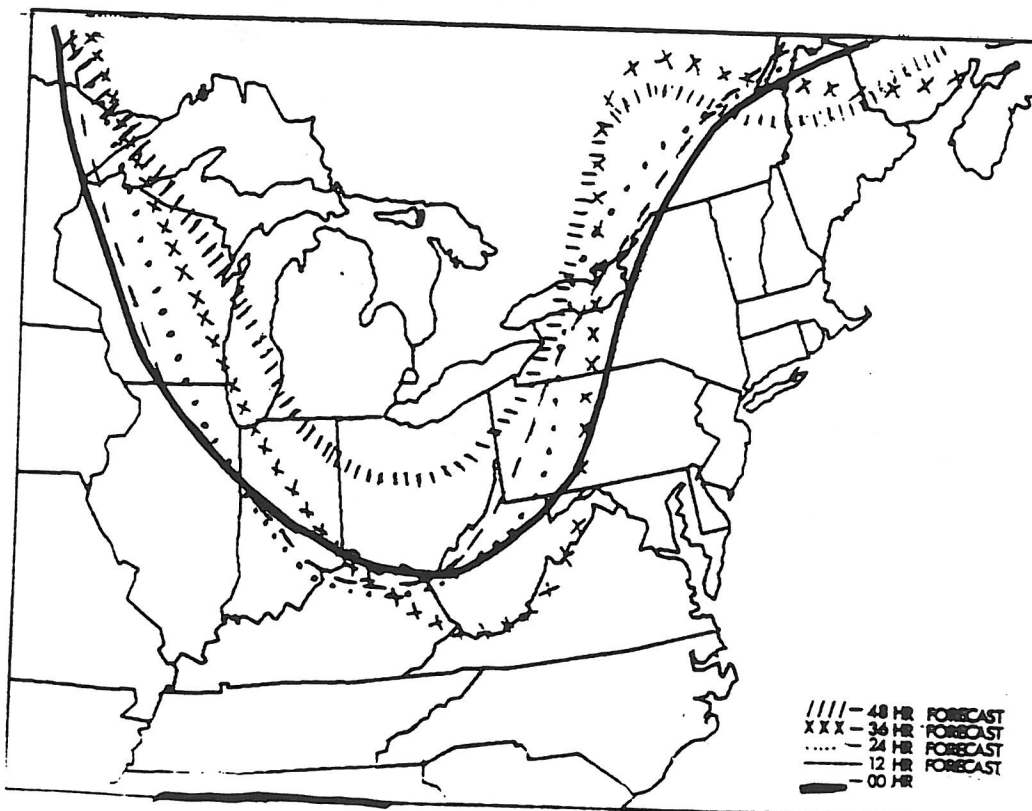 //// — 48 HR FORECAST
XXX — 36 HR FORECAST
..... — 24 HR FORECAST
— 12 HR FORECAST
— 00 HR